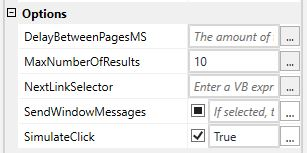 Options
DelayBetweenPagesMS The amount of ...
MaxNumberOfResults 10 ...
NextLinkSelector Enter a VB expr ...
SendWindowMessages If selected, t ...
SimulateClick True ...